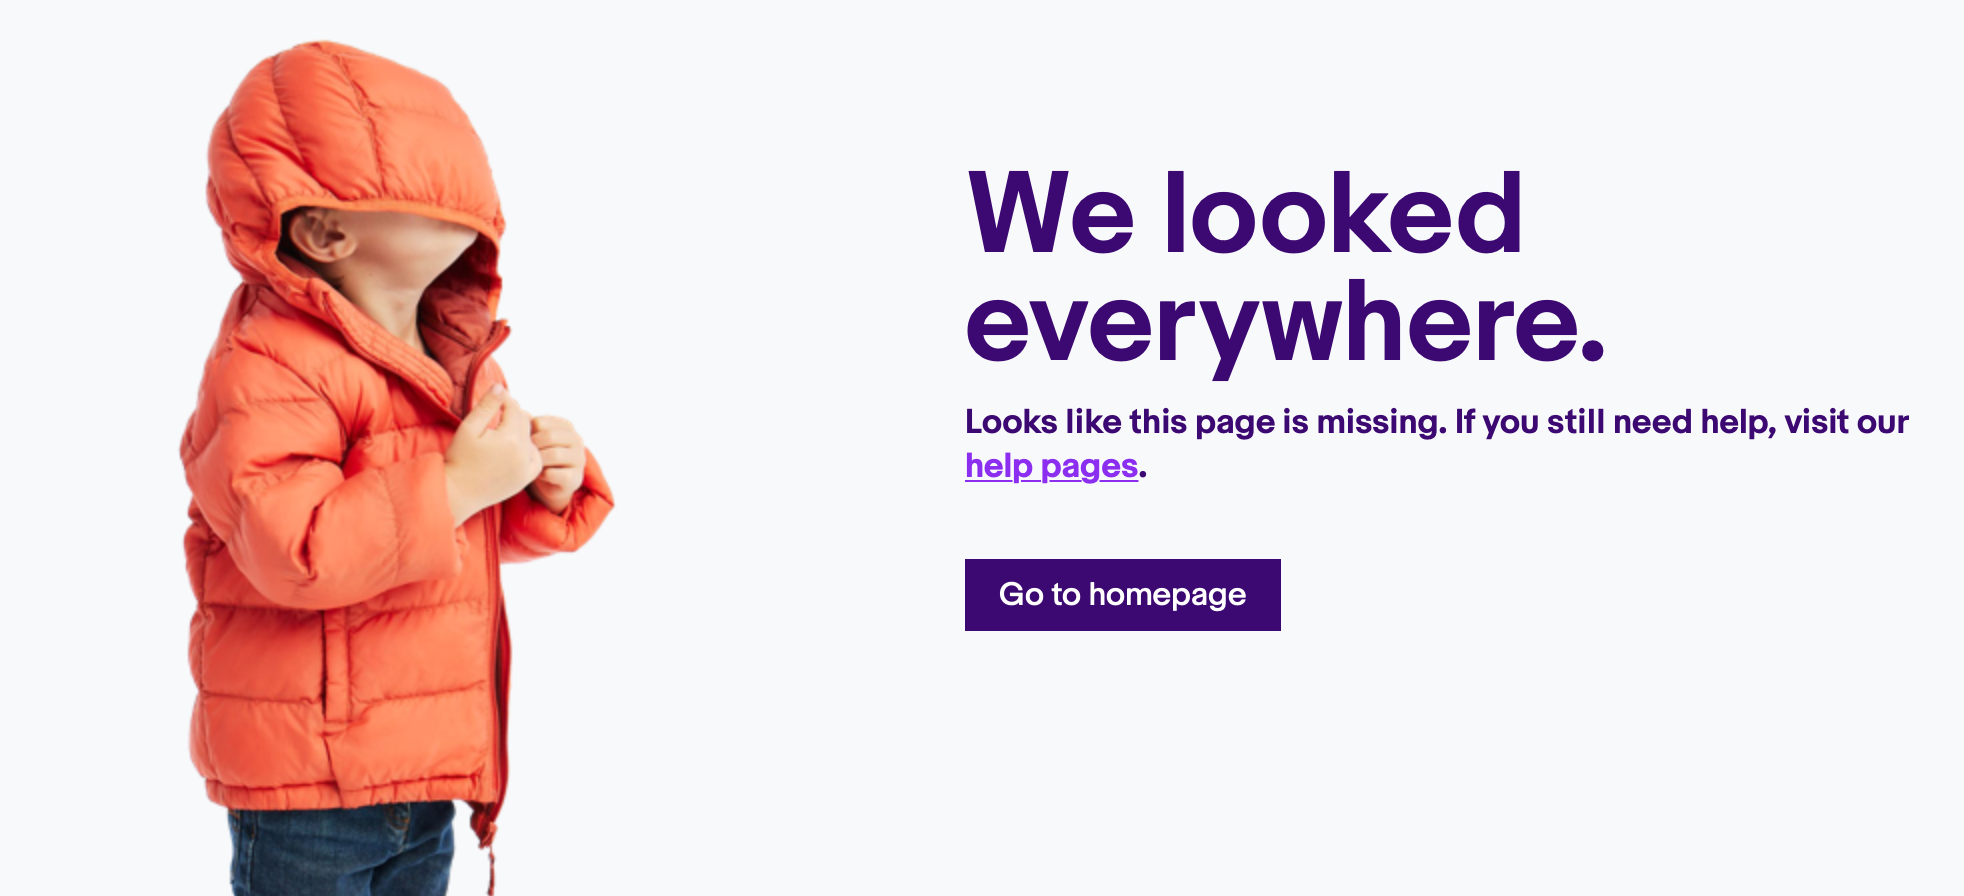 We looked
everywhere.
Looks like this page is missing. If you still need help, visit our
help pages.
Go to homepage